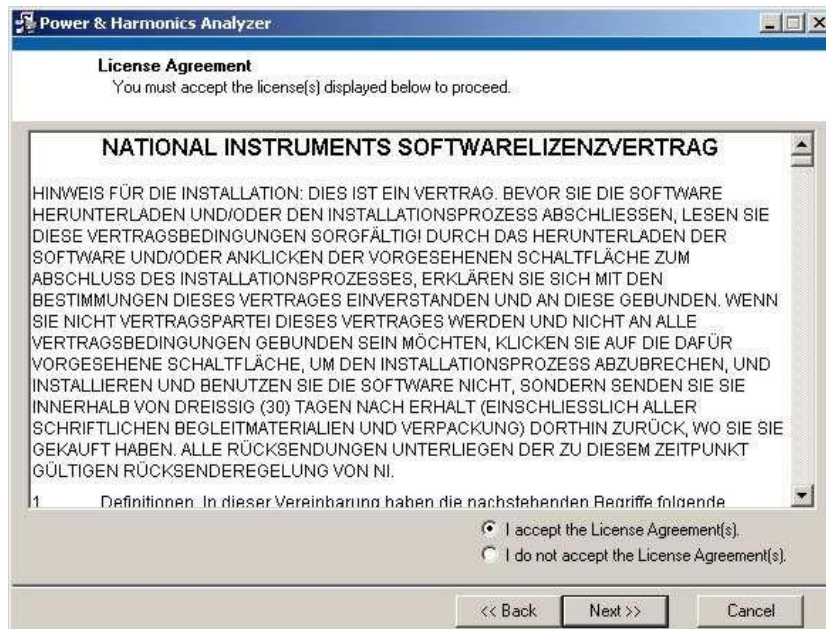 Power & Harmonics Analyzer
License Agreement
You must accept the license(s) displayed below to proceed.
NATIONAL INSTRUMENTS SOFTWARELIZENZVERTRAG
HINWEIS FÜR DIE INSTALLATION: DIES IST EIN VERTRAG. BEVOR SIE DIE SOFTWARE
HERUNTERLADEN UND/ODER DEN INSTALLATIONSPROZESS ABSCHLIESSEN, LESEN SIE
DIESE VERTRAGSBEDINGUNGEN SORGFÄLTIG! DURCH DAS HERUNTERLADEN DER
SOFTWARE UND/ODER ANKLICKEN DER VORGESEHENEN SCHALTFLÄCHE ZUM
ABSCHLUSS DES INSTALLATIONSPROZESSES, ERKLÄREN SIE SICH MIT DEN
BESTIMMUNGEN DIESES VERTRAGES EINVERSTANDEN UND AN DIESE GEBUNDEN. WENN
SIE NICHT VERTRAGSPARTEI DIESES VERTRAGES WERDEN UND NICHT AN ALLE
VERTRAGSBEDINGUNGEN GEBUNDEN SEIN MÖCHTEN, KLICKEN SIE AUF DIE DAFÜR
VORGESEHENE SCHALTFLÄCHE, UM DEN INSTALLATIONSPROZESS ABZUBRECHEN, UND
INSTALLIEREN UND BENUTZEN SIE DIE SOFTWARE NICHT, SONDERN SENDEN SIE SIE
INNERHALB VON DREISSIG (30) TAGEN NACH ERHALT (EINSCHLIESSLICH ALLER
SCHRIFTLICHEN BEGLEITMATERIALIEN UND VERPACKUNG) DORTHIN ZURÜCK, WO SIE SIE
GEKAUFT HABEN. ALLE RÜCKSENDUNGEN UNTERLIEGEN DER ZU DIESEM ZEITPUNKT
GÜLTIGEN RÜCKSENDEREGELUNG VON NI.
1 Definitionen. In dieser Vereinbarung haben die nachstehenden Begriffe folgende
I accept the License Agreement(s).
I do not accept the License Agreement(s).
<< Back Next >> Cancel